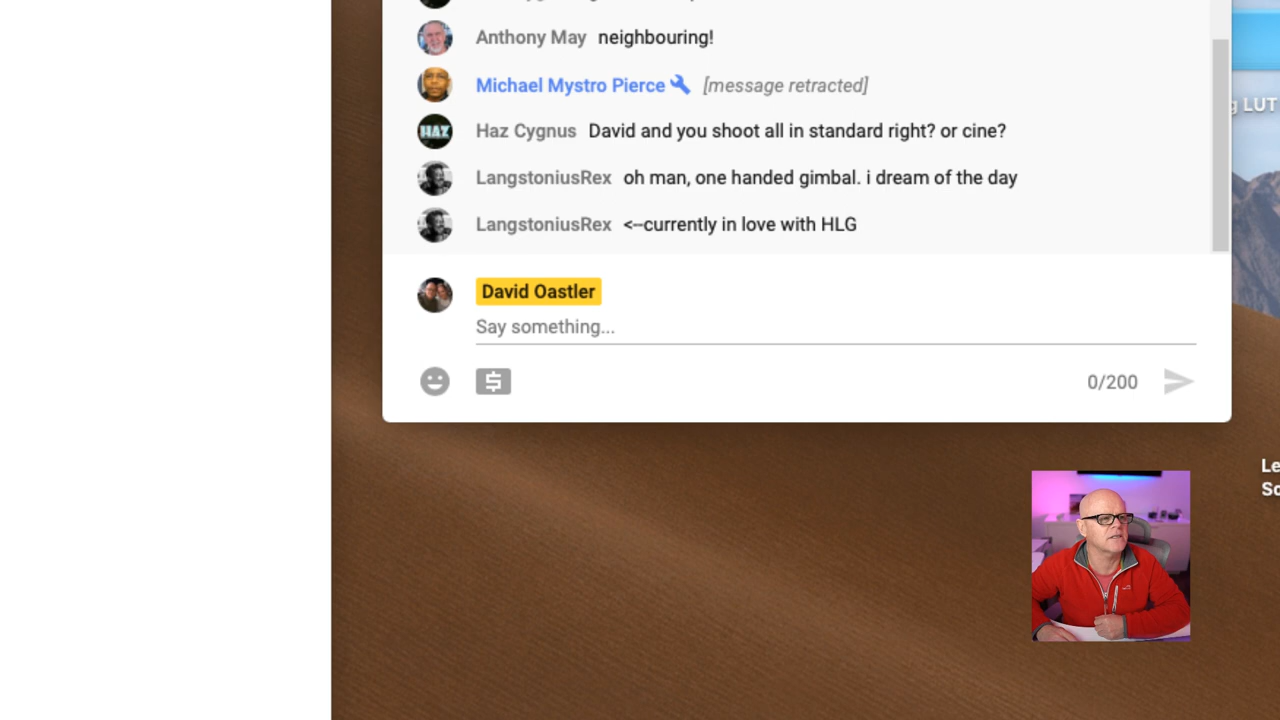 Anthony May neighbouring!
Michael Mystro Pierce [message retracted]
HAZ Haz Cygnus David and you shoot all in standard right? or cine?
LangstoniusRex oh man, one handed gimbal. i dream of the day
LangstoniusRex <--currently in love with HLG
David Oastler
Say something...
0/200
LUT
Le